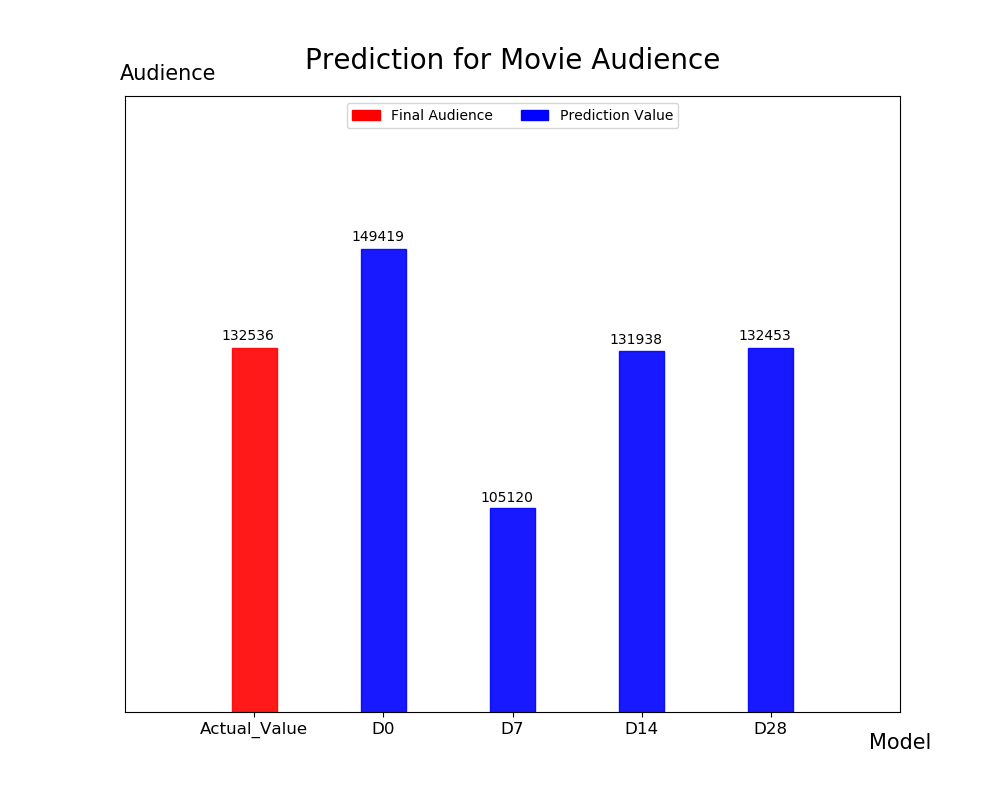 Prediction for Movie Audience
Audience
Final Audience
Prediction Value
149419
132536
131938
132453
105120
Actual_Value
D0
D7
D14
D28
Model